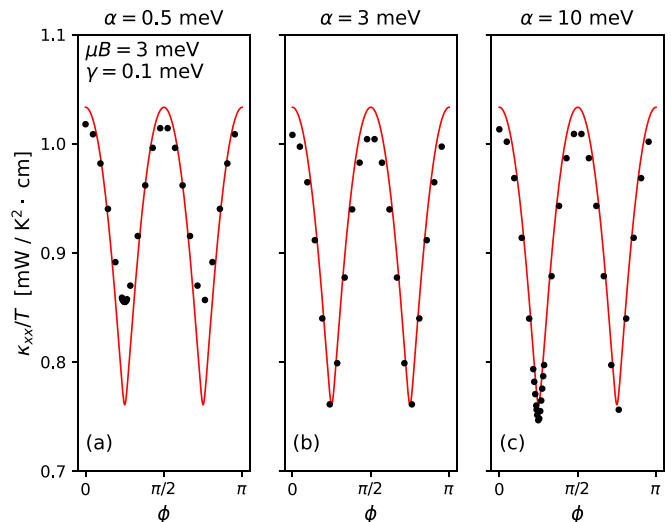 α = 0.5 meV
α = 3 meV
α = 10 meV
μB = 3 meV
γ = 0.1 meV
κxx/T [mW / K²· cm]
1.1
1.0
0.9
0.8
0.7
(a)
(b)
(c)
0
π/2
π
0
π/2
π
0
π/2
π
ϕ
ϕ
ϕ